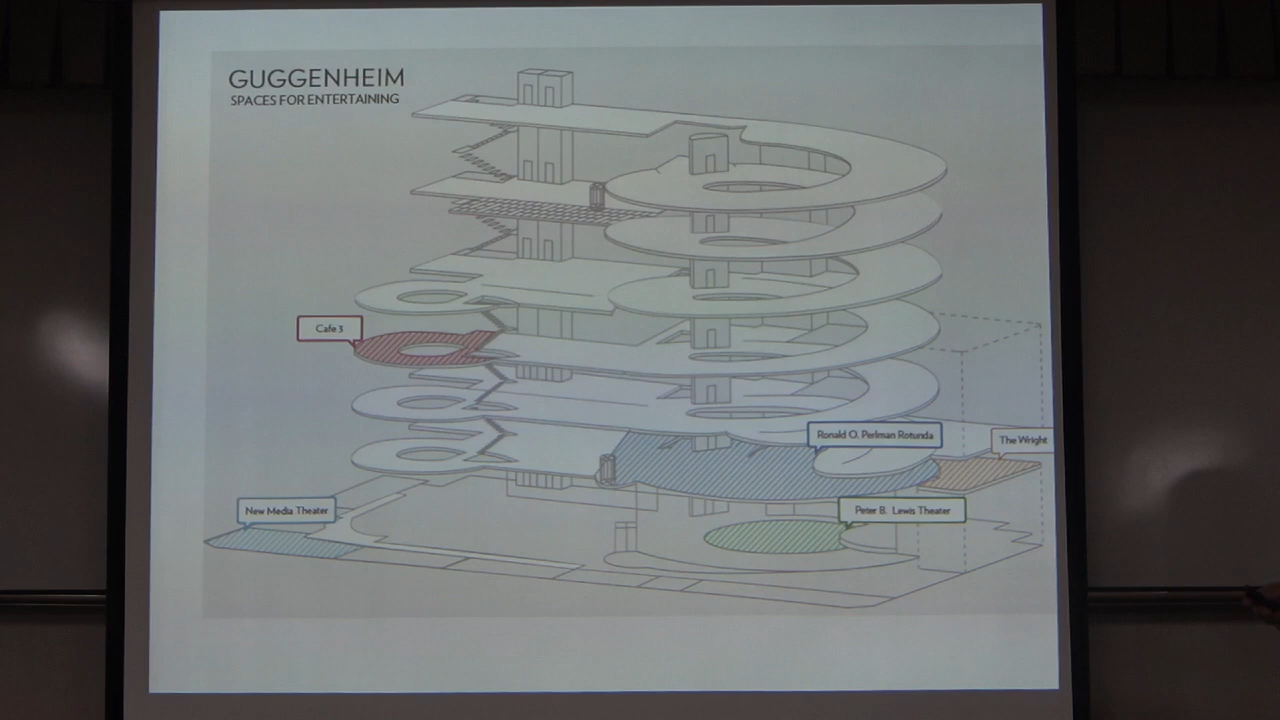 GUGGENHEIM
SPACES FOR ENTERTAINING
Cafe 3
Ronald O. Perlman Rotunda
The Wright
New Media Theater
Peter B. Lewis Theater